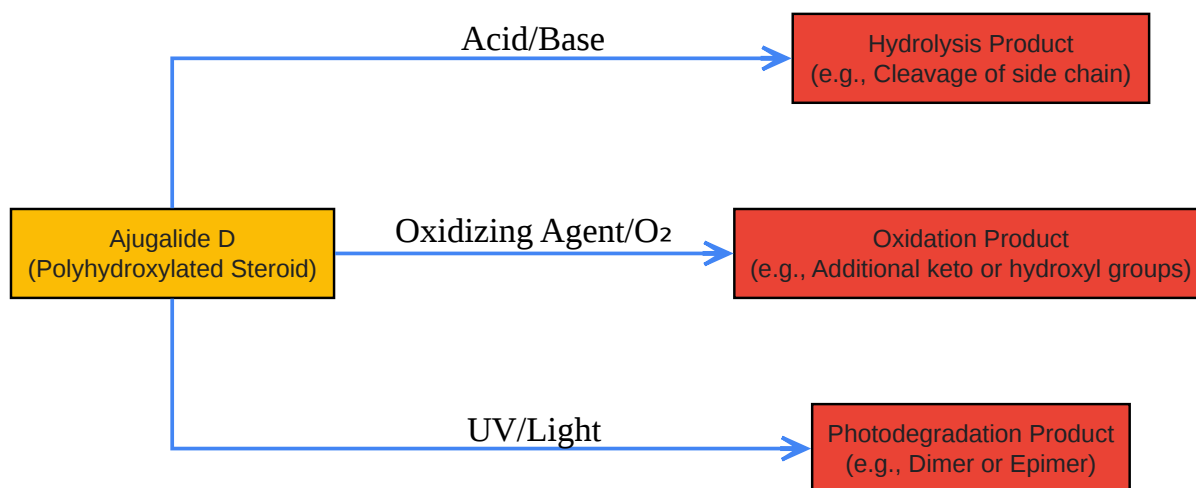 Acid/Base
Hydrolysis Product
(e.g., Cleavage of side chain)
Ajugalide D
(Polyhydroxylated Steroid)
Oxidizing Agent/O₂
Oxidation Product
(e.g., Additional keto or hydroxyl groups)
UV/Light
Photodegradation Product
(e.g., Dimer or Epimer)